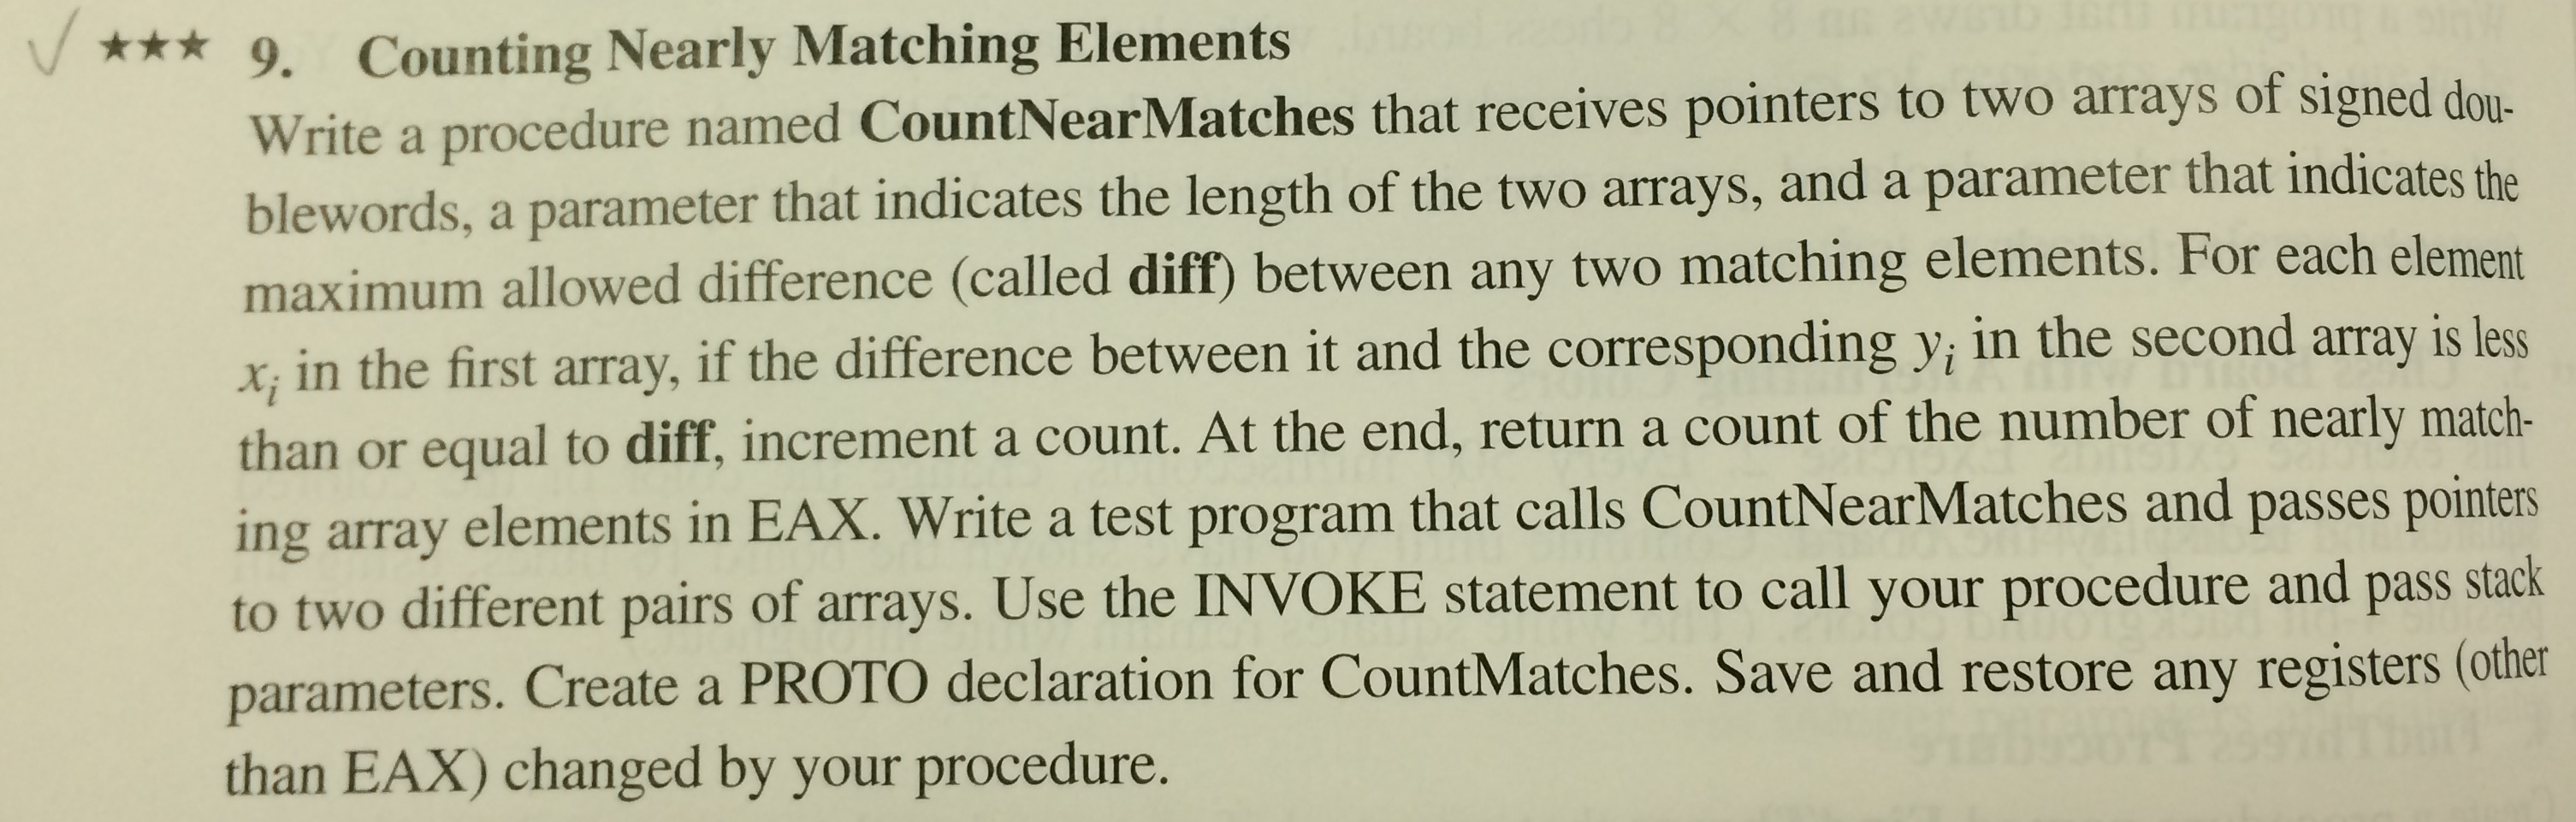 ✓ ★★★ 9. Counting Nearly Matching Elements
Write a procedure named CountNearMatches that receives pointers to two arrays of signed dou-
blewords, a parameter that indicates the length of the two arrays, and a parameter that indicates the
maximum allowed difference (called diff) between any two matching elements. For each element
xᵢ in the first array, if the difference between it and the corresponding yᵢ in the second array is less
than or equal to diff, increment a count. At the end, return a count of the number of nearly match-
ing array elements in EAX. Write a test program that calls CountNearMatches and passes pointers
to two different pairs of arrays. Use the INVOKE statement to call your procedure and pass stack
parameters. Create a PROTO declaration for CountMatches. Save and restore any registers (other
than EAX) changed by your procedure.